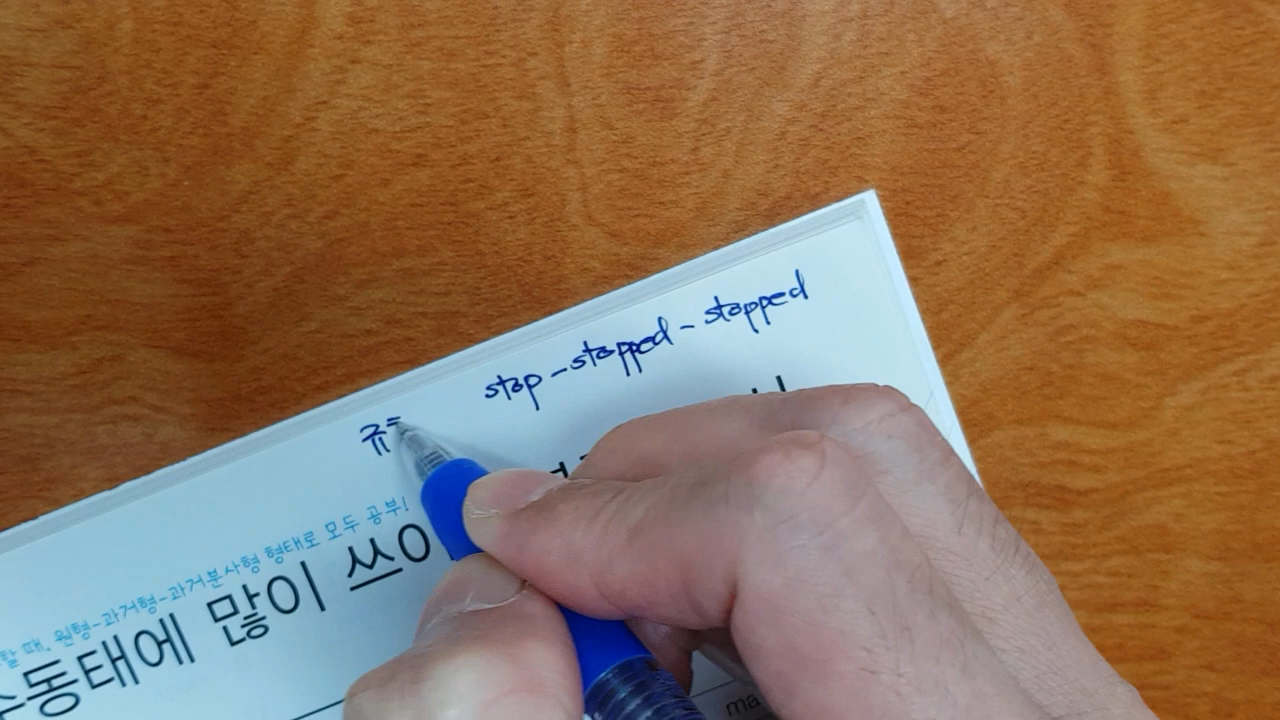 stop - stopped - stopped
규
할 때, 원형-과거형-과거분사형 형태로 모두 공부!
수동태에 많이 쓰이
ma